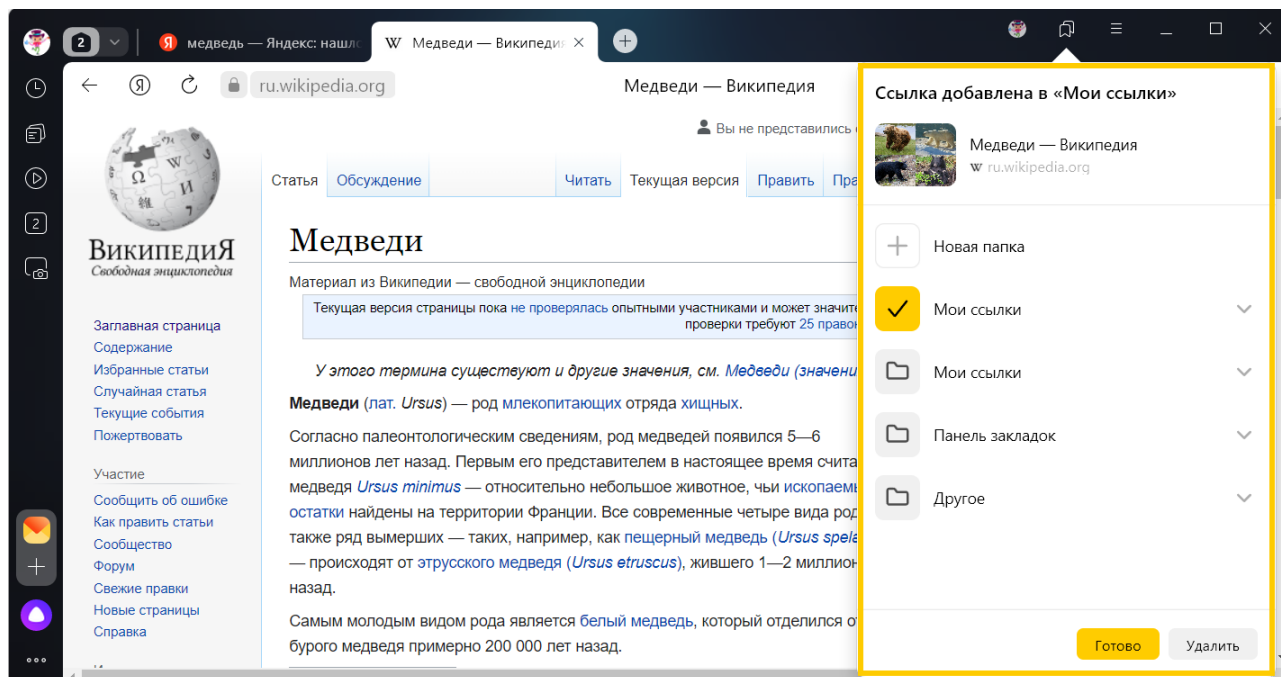 2
Я медведь — Яндекс: нашл
W Медведи — Википедия
Я
ru.wikipedia.org
Медведи — Википедия
2
Ω W И 維 7
ВикипедиЯ
Свободная энциклопедия
Заглавная страница
Содержание
Избранные статьи
Случайная статья
Текущие события
Пожертвовать
Участие
Сообщить об ошибке
Как править статьи
Сообщество
Форум
Свежие правки
Новые страницы
Справка
Вы не представились
Статья Обсуждение Читать Текущая версия Править Пра
Медведи
Материал из Википедии — свободной энциклопедии
Текущая версия страницы пока не проверялась опытными участниками и может значите
проверки требуют 25 правок
У этого термина существуют и другие значения, см. Медведи (значени
Медведи (лат. Ursus) — род млекопитающих отряда хищных.
Согласно палеонтологическим сведениям, род медведей появился 5—6
миллионов лет назад. Первым его представителем в настоящее время счита
медведя Ursus minimus — относительно небольшое животное, чьи ископаемы
остатки найдены на территории Франции. Все современные четыре вида род
также ряд вымерших — таких, например, как пещерный медведь (Ursus spela
— происходят от этрусского медведя (Ursus etruscus), жившего 1—2 миллион
назад.
Самым молодым видом рода является белый медведь, который отделился о
бурого медведя примерно 200 000 лет назад.
Ссылка добавлена в «Мои ссылки»
Медведи — Википедия
W ru.wikipedia.org
Новая папка
Мои ссылки
Мои ссылки
Панель закладок
Другое
Готово Удалить